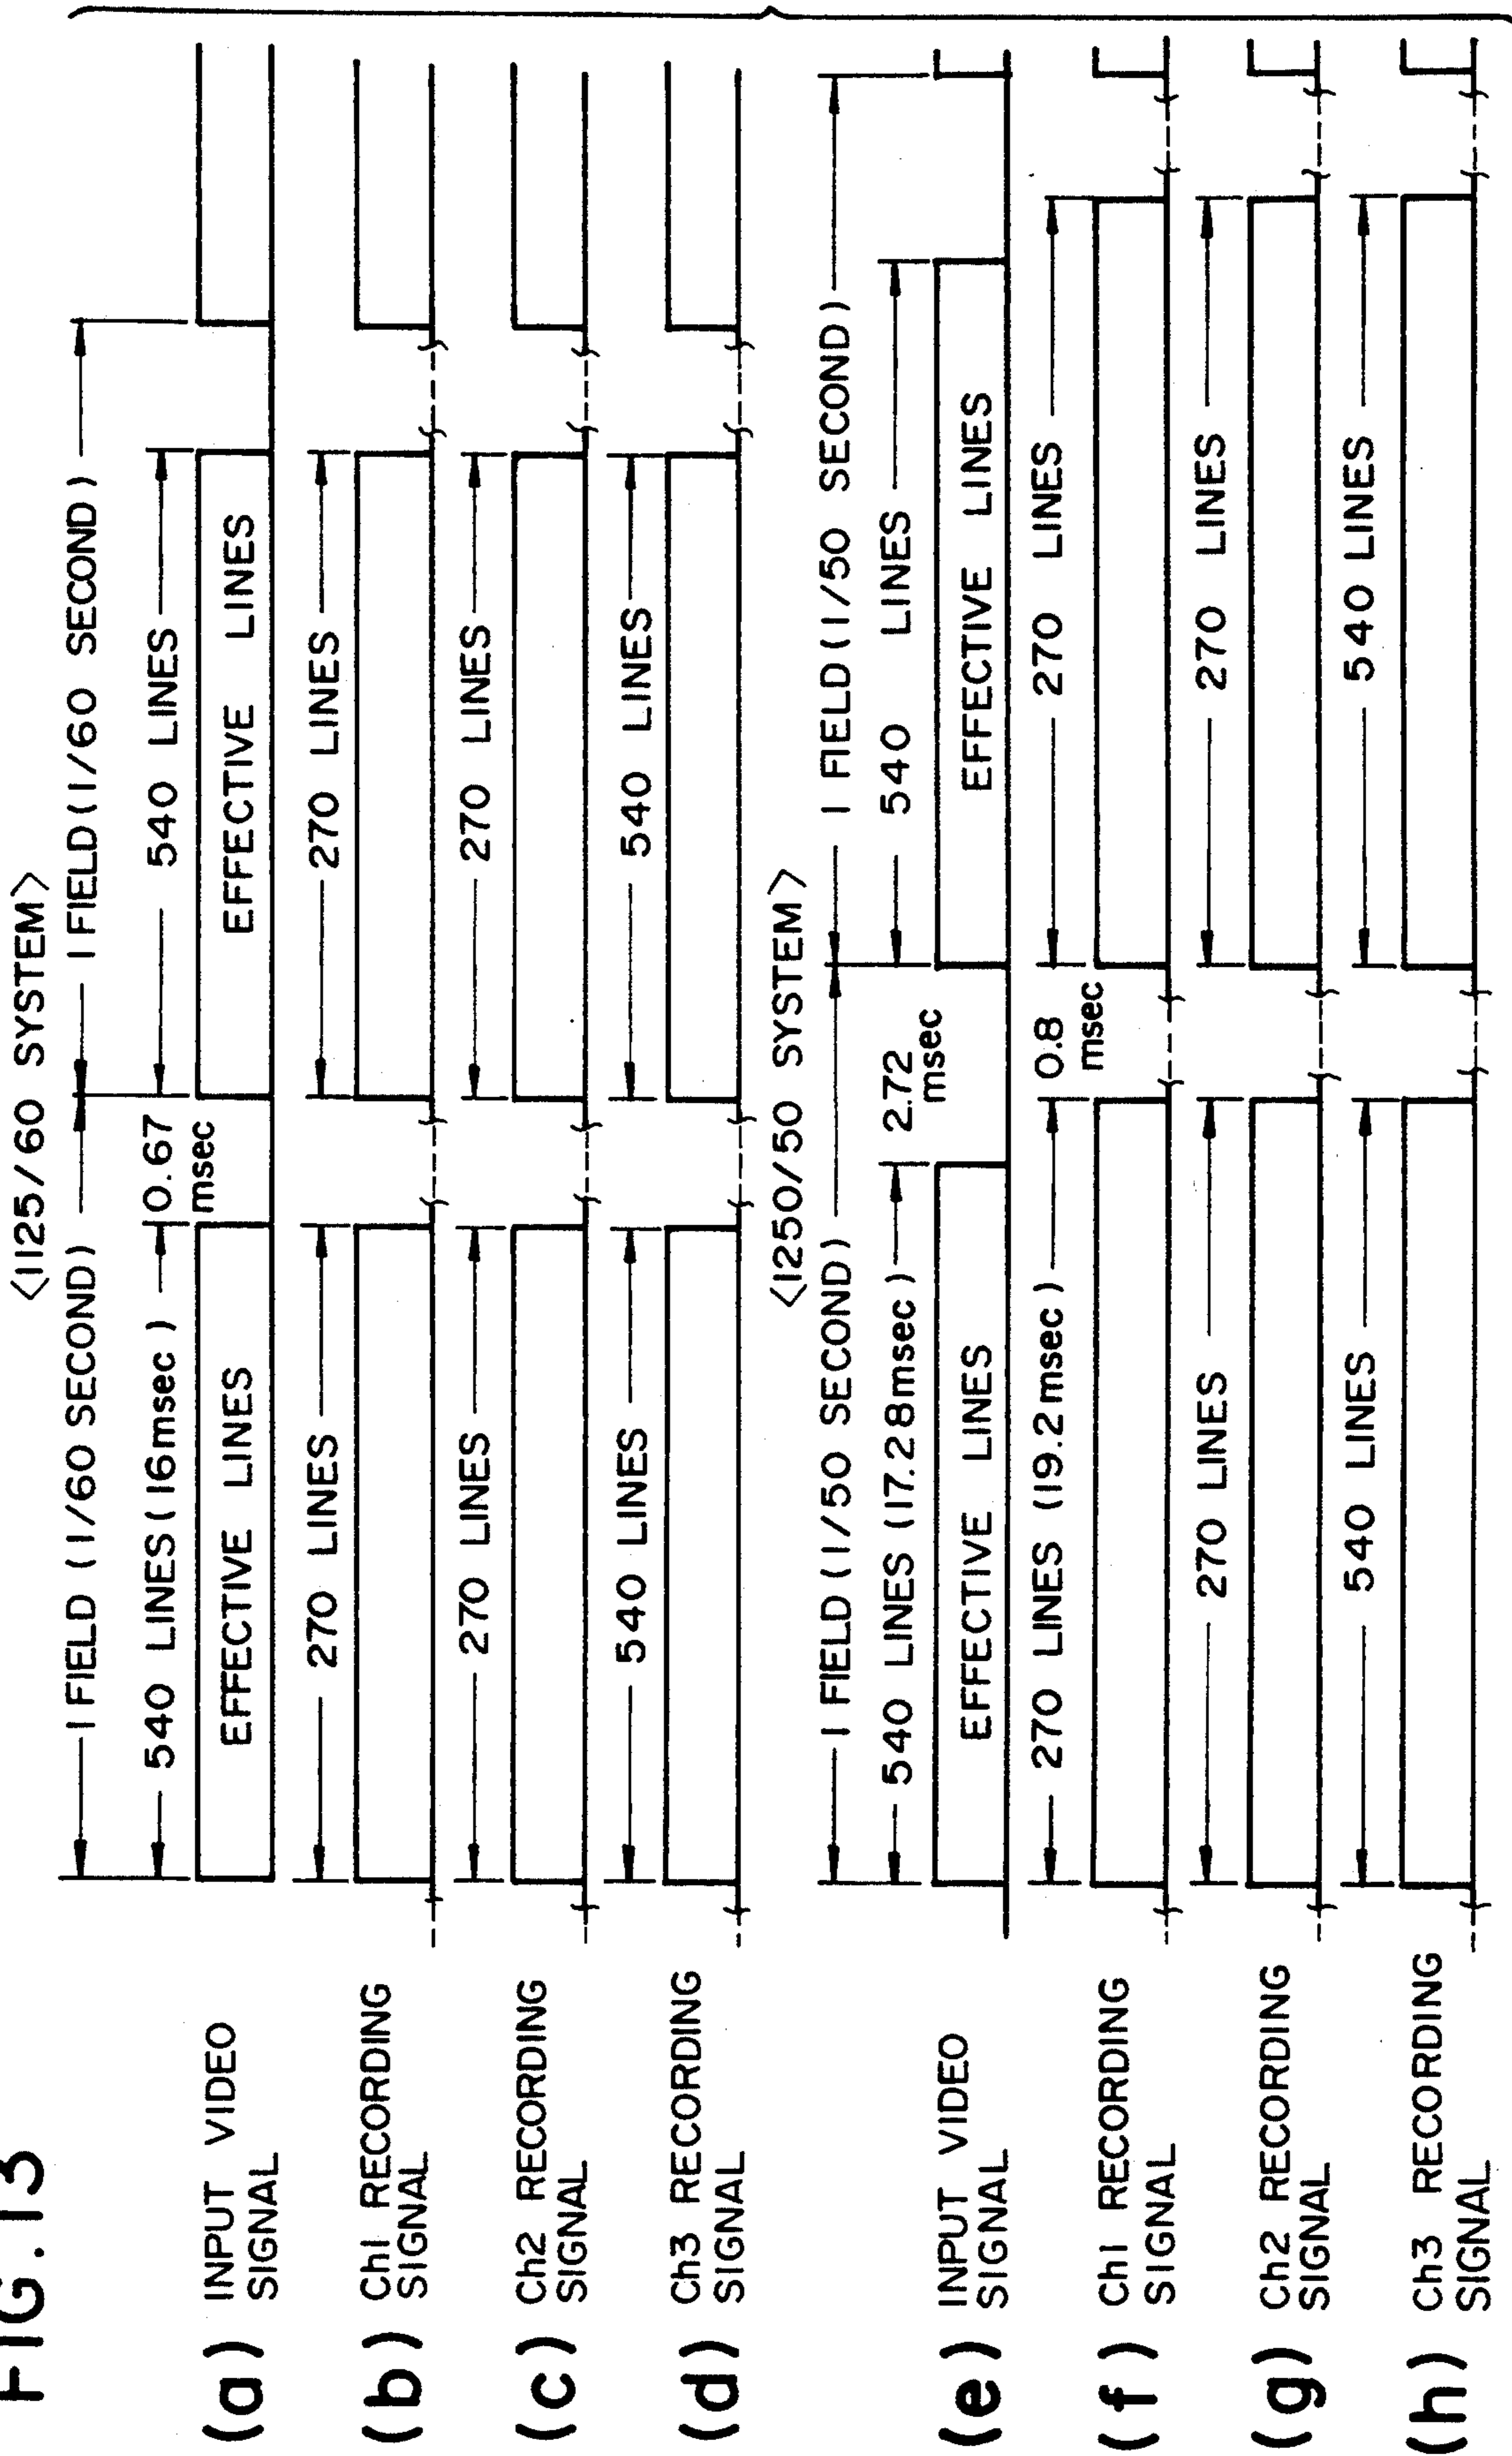 FIG. 13
<1125/60 SYSTEM>
1 FIELD (1/60 SECOND)
1 FIELD (1/60 SECOND)
540 LINES (16msec)
0.67
msec
540 LINES
(a) INPUT VIDEO
SIGNAL
EFFECTIVE LINES
EFFECTIVE LINES
270 LINES
270 LINES
(b) Ch1 RECORDING
SIGNAL
270 LINES
270 LINES
(c) Ch2 RECORDING
SIGNAL
540 LINES
540 LINES
(d) Ch3 RECORDING
SIGNAL
<1250/50 SYSTEM>
1 FIELD (1/50 SECOND)
1 FIELD (1/50 SECOND)
540 LINES (17.28msec)
2.72
msec
540 LINES
(e) INPUT VIDEO
SIGNAL
EFFECTIVE LINES
EFFECTIVE LINES
270 LINES (19.2msec)
0.8
msec
270 LINES
(f) Ch1 RECORDING
SIGNAL
270 LINES
270 LINES
(g) Ch2 RECORDING
SIGNAL
540 LINES
540 LINES
(h) Ch3 RECORDING
SIGNAL